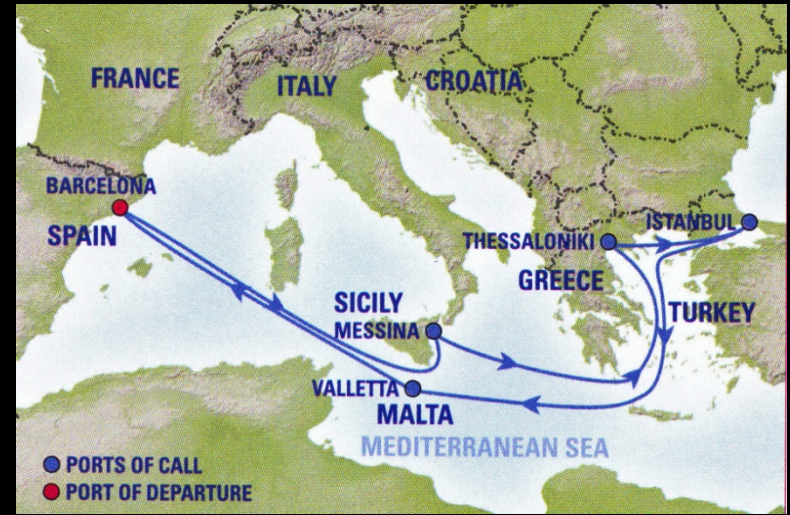 FRANCE
ITALY
CROATIA
BARCELONA
SPAIN
ISTANBUL
THESSALONIKI
GREECE
SICILY
MESSINA
TURKEY
VALLETTA
MALTA
MEDITERRANEAN SEA
PORTS OF CALL
PORT OF DEPARTURE